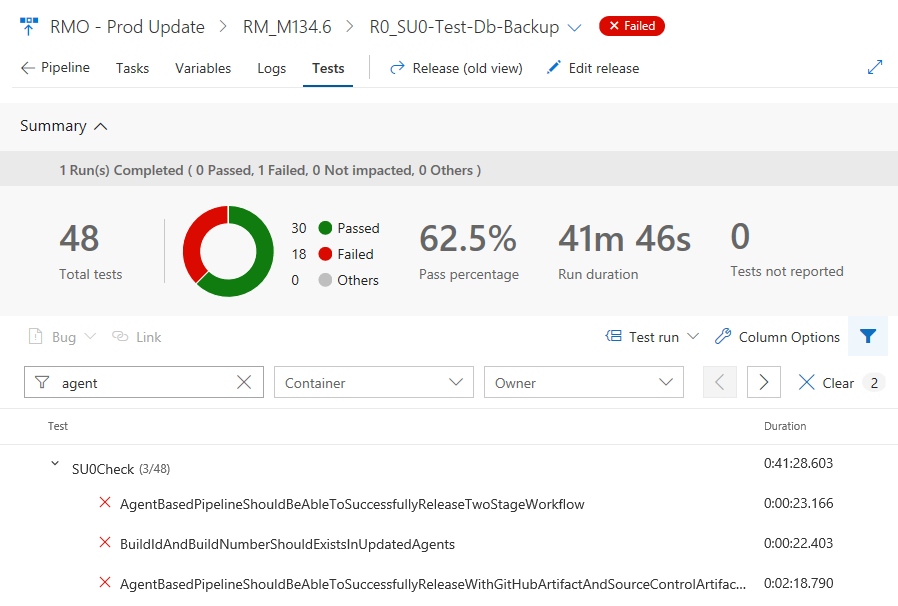 RMO - Prod Update > RM_M134.6 > R0_SU0-Test-Db-Backup Failed
Pipeline Tasks Variables Logs Tests Release (old view) Edit release
Summary
1 Run(s) Completed ( 0 Passed, 1 Failed, 0 Not impacted, 0 Others )
48
Total tests
30 Passed
18 Failed
0 Others
62.5%
Pass percentage
41m 46s
Run duration
0
Tests not reported
Bug Link Test run Column Options
agent Container Owner Clear 2
Test Duration
SU0Check (3/48) 0:41:28.603
AgentBasedPipelineShouldBeAbleToSuccessfullyReleaseTwoStageWorkflow 0:00:23.166
BuildIdAndBuildNumberShouldExistsInUpdatedAgents 0:00:22.403
AgentBasedPipelineShouldBeAbleToSuccessfullyReleaseWithGitHubArtifactAndSourceControlArtifac... 0:02:18.790